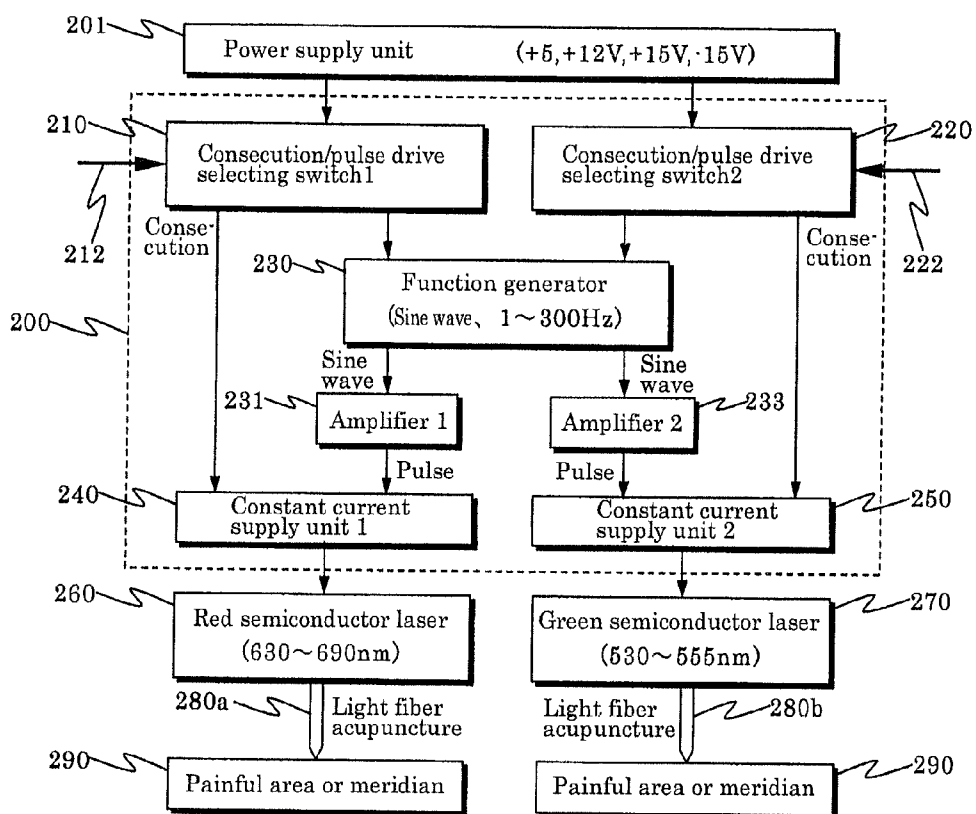 201
Power supply unit (+5,+12V,+15V,-15V)
210
220
Consecution/pulse drive
selecting switch1
Consecution/pulse drive
selecting switch2
212
222
Conse-
cution
Conse-
cution
230
Function generator
(Sine wave、 1～300Hz)
200
Sine
wave
Sine
wave
231
Amplifier 1
Amplifier 2
233
Pulse
Pulse
240
Constant current
supply unit 1
Constant current
supply unit 2
250
260
Red semiconductor laser
(630～690nm)
Green semiconductor laser
(530～555nm)
270
280a
Light fiber
acupuncture
Light fiber
acupuncture
280b
290
Painful area or meridian
Painful area or meridian
290